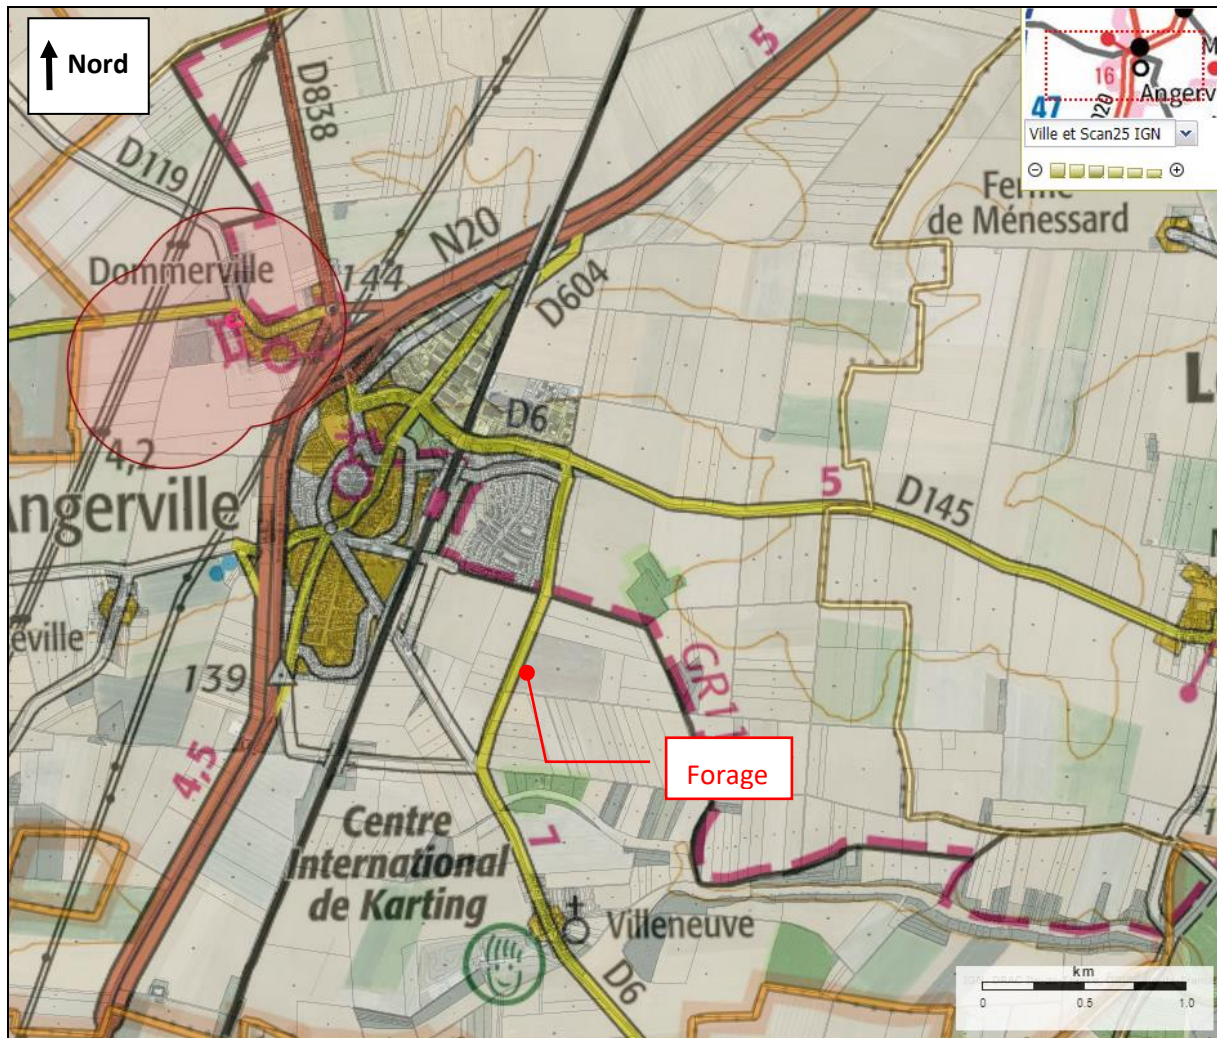 Nord
D838
5
D119
N20
Dommerville
144
D604
Ferme
de Ménessard
16
Angerv
47
Ville et Scan25 IGN
4,2
D6
5
D145
Angerville
éville
139
GR11
4,5
Forage
Centre
International
de Karting
1
Villeneuve
D6
km
0
0.5
1.0